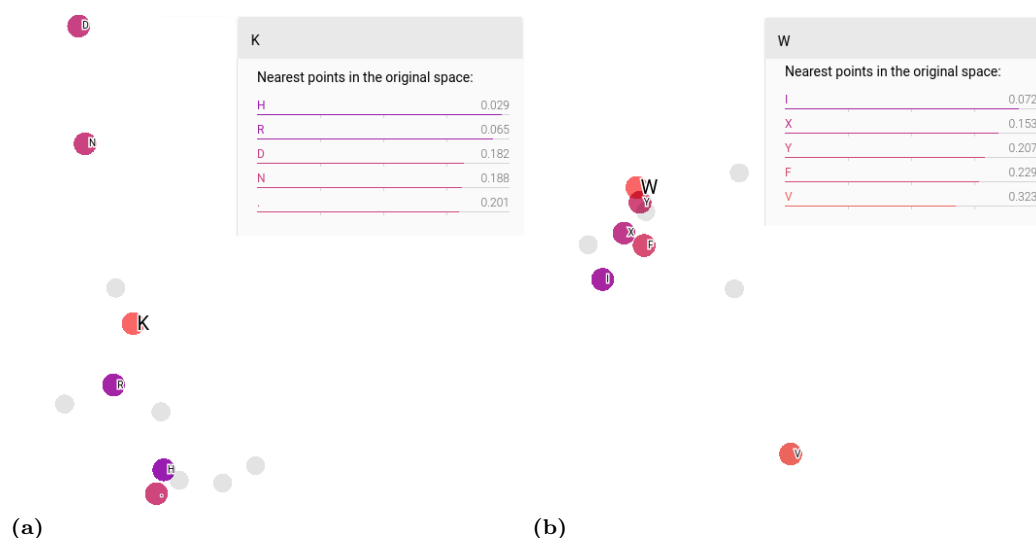 D
N
K
R
H
K
Nearest points in the original space:
H 0.029
R 0.065
D 0.182
N 0.188
. 0.201
(a)
W
Y
X
F
I
V
W
Nearest points in the original space:
I 0.072
X 0.153
Y 0.207
F 0.229
V 0.323
(b)